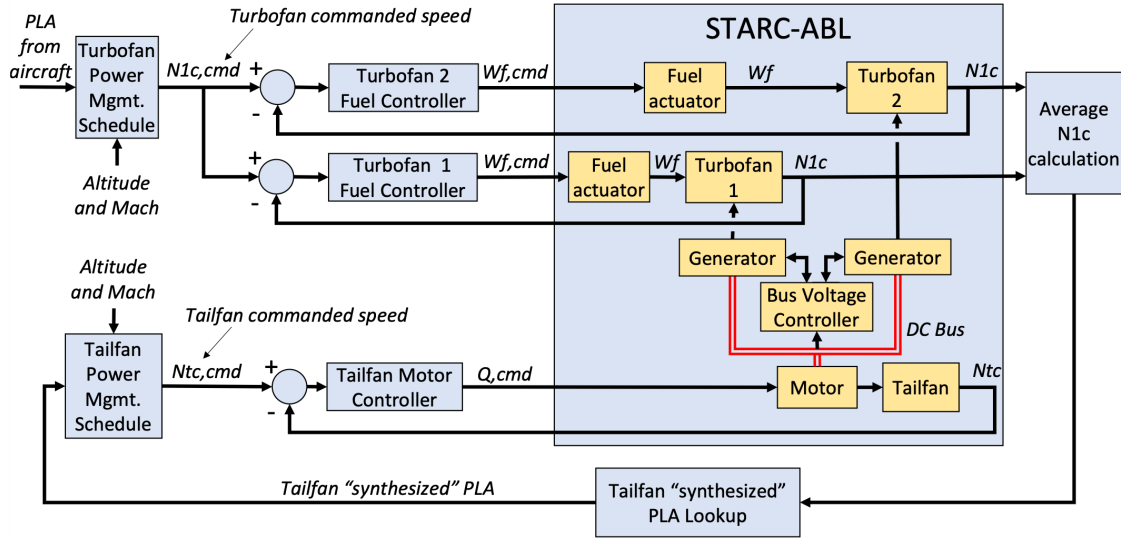 PLA
from
aircraft
Turbofan
Power
Mgmt.
Schedule
Altitude
and Mach
Turbofan commanded speed
N1c,cmd
+
-
Turbofan 2
Fuel Controller
Wf,cmd
STARC-ABL
Fuel
actuator
Wf
Turbofan
2
N1c
Average
N1c
calculation
+
-
Turbofan 1
Fuel Controller
Wf,cmd
Fuel
actuator
Wf
Turbofan
1
N1c
Generator
Generator
Bus Voltage
Controller
DC Bus
Altitude
and Mach
Tailfan
Power
Mgmt.
Schedule
Tailfan commanded speed
Ntc,cmd
+
-
Tailfan Motor
Controller
Q,cmd
Motor
Tailfan
Ntc
Tailfan "synthesized" PLA
Tailfan "synthesized"
PLA Lookup